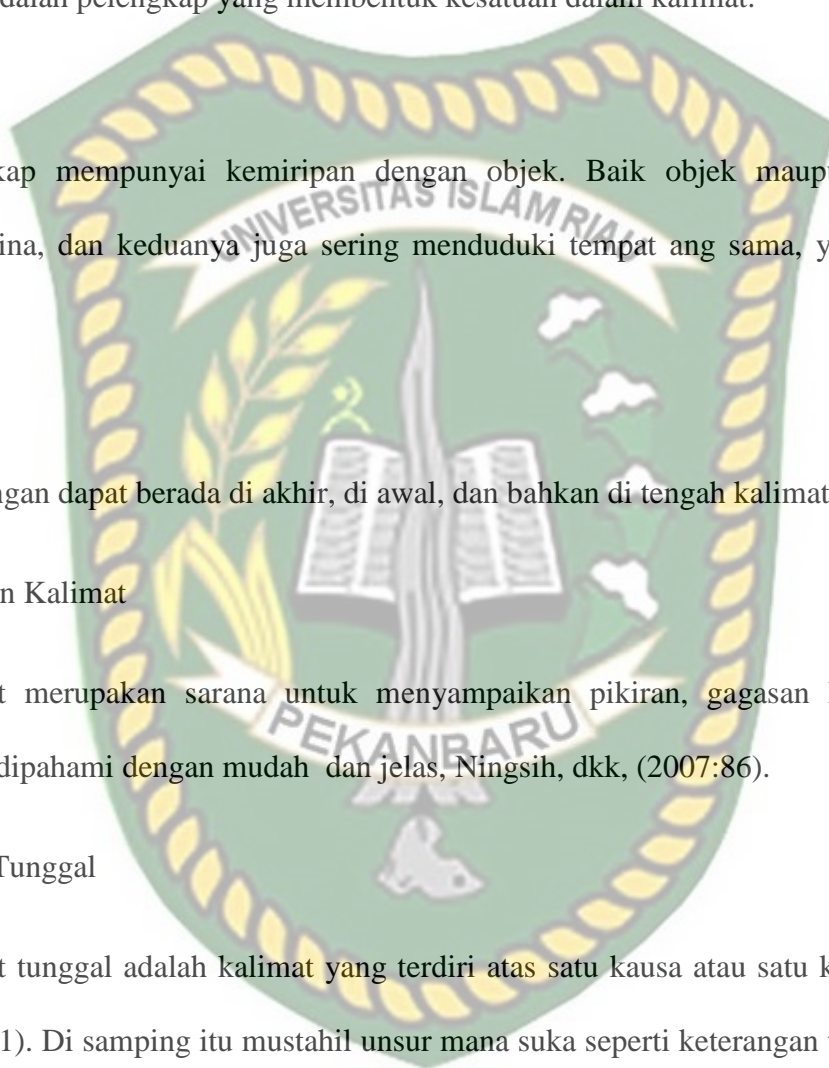 dalah pelengkap yang membentuk kesatuan dalam kalimat.
kap mempunyai kemiripan dengan objek. Baik objek maupu
UNIVERSITAS ISLAM RIAU
ina, dan keduanya juga sering menduduki tempat ang sama, y
ngan dapat berada di akhir, di awal, dan bahkan di tengah kalimat
n Kalimat
t merupakan sarana untuk menyampaikan pikiran, gagasan
PEKANBARU
dipahami dengan mudah dan jelas, Ningsih, dkk, (2007:86).
Tunggal
t tunggal adalah kalimat yang terdiri atas satu kausa atau satu k
1). Di samping itu mustahil unsur mana suka seperti keterangan